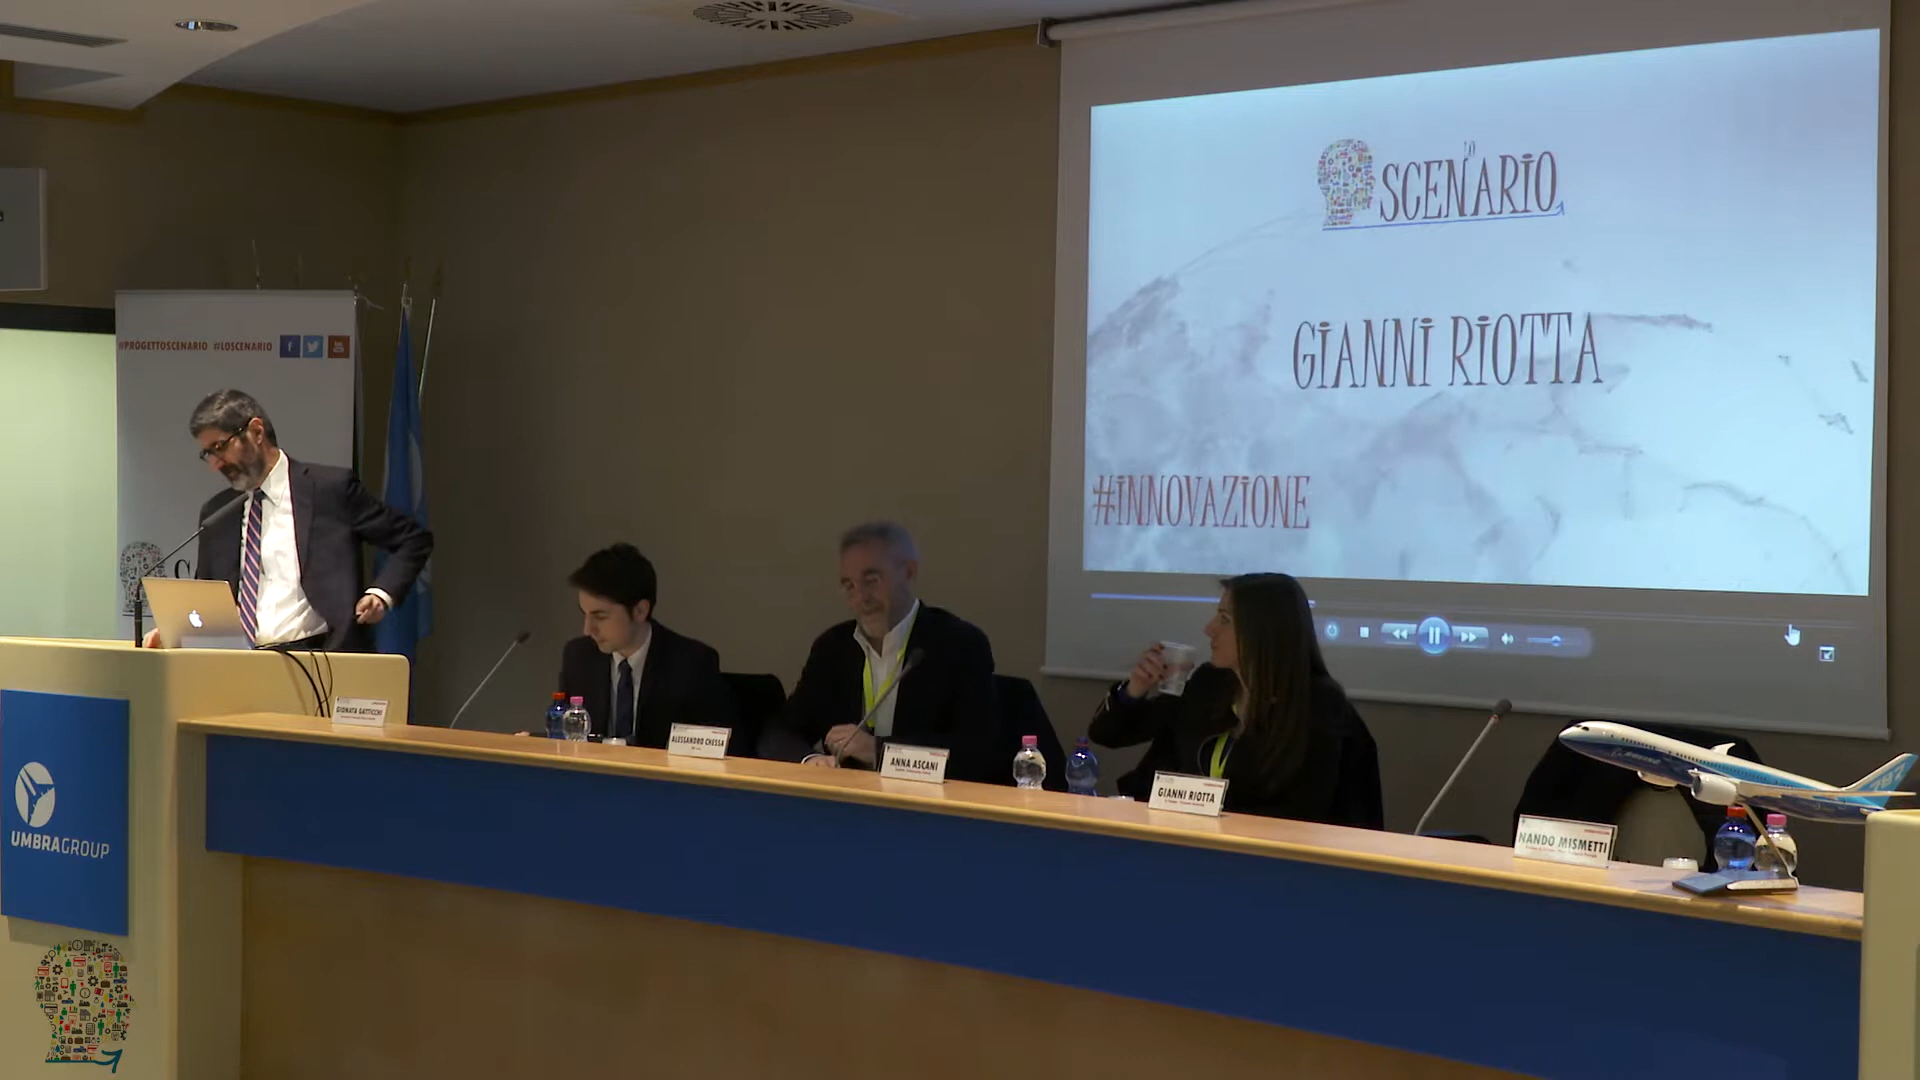 LO
SCENARIO
GIANNI RIOTTA
#INNOVAZIONE
#PROGETTOSCENARIO #LOSCENARIO
UMBRAGROUP
GIONATA GATTICCHI
ALESSANDRO CHESSA
ANNA ASCANI
GIANNI RIOTTA
NANDO MISMETTI